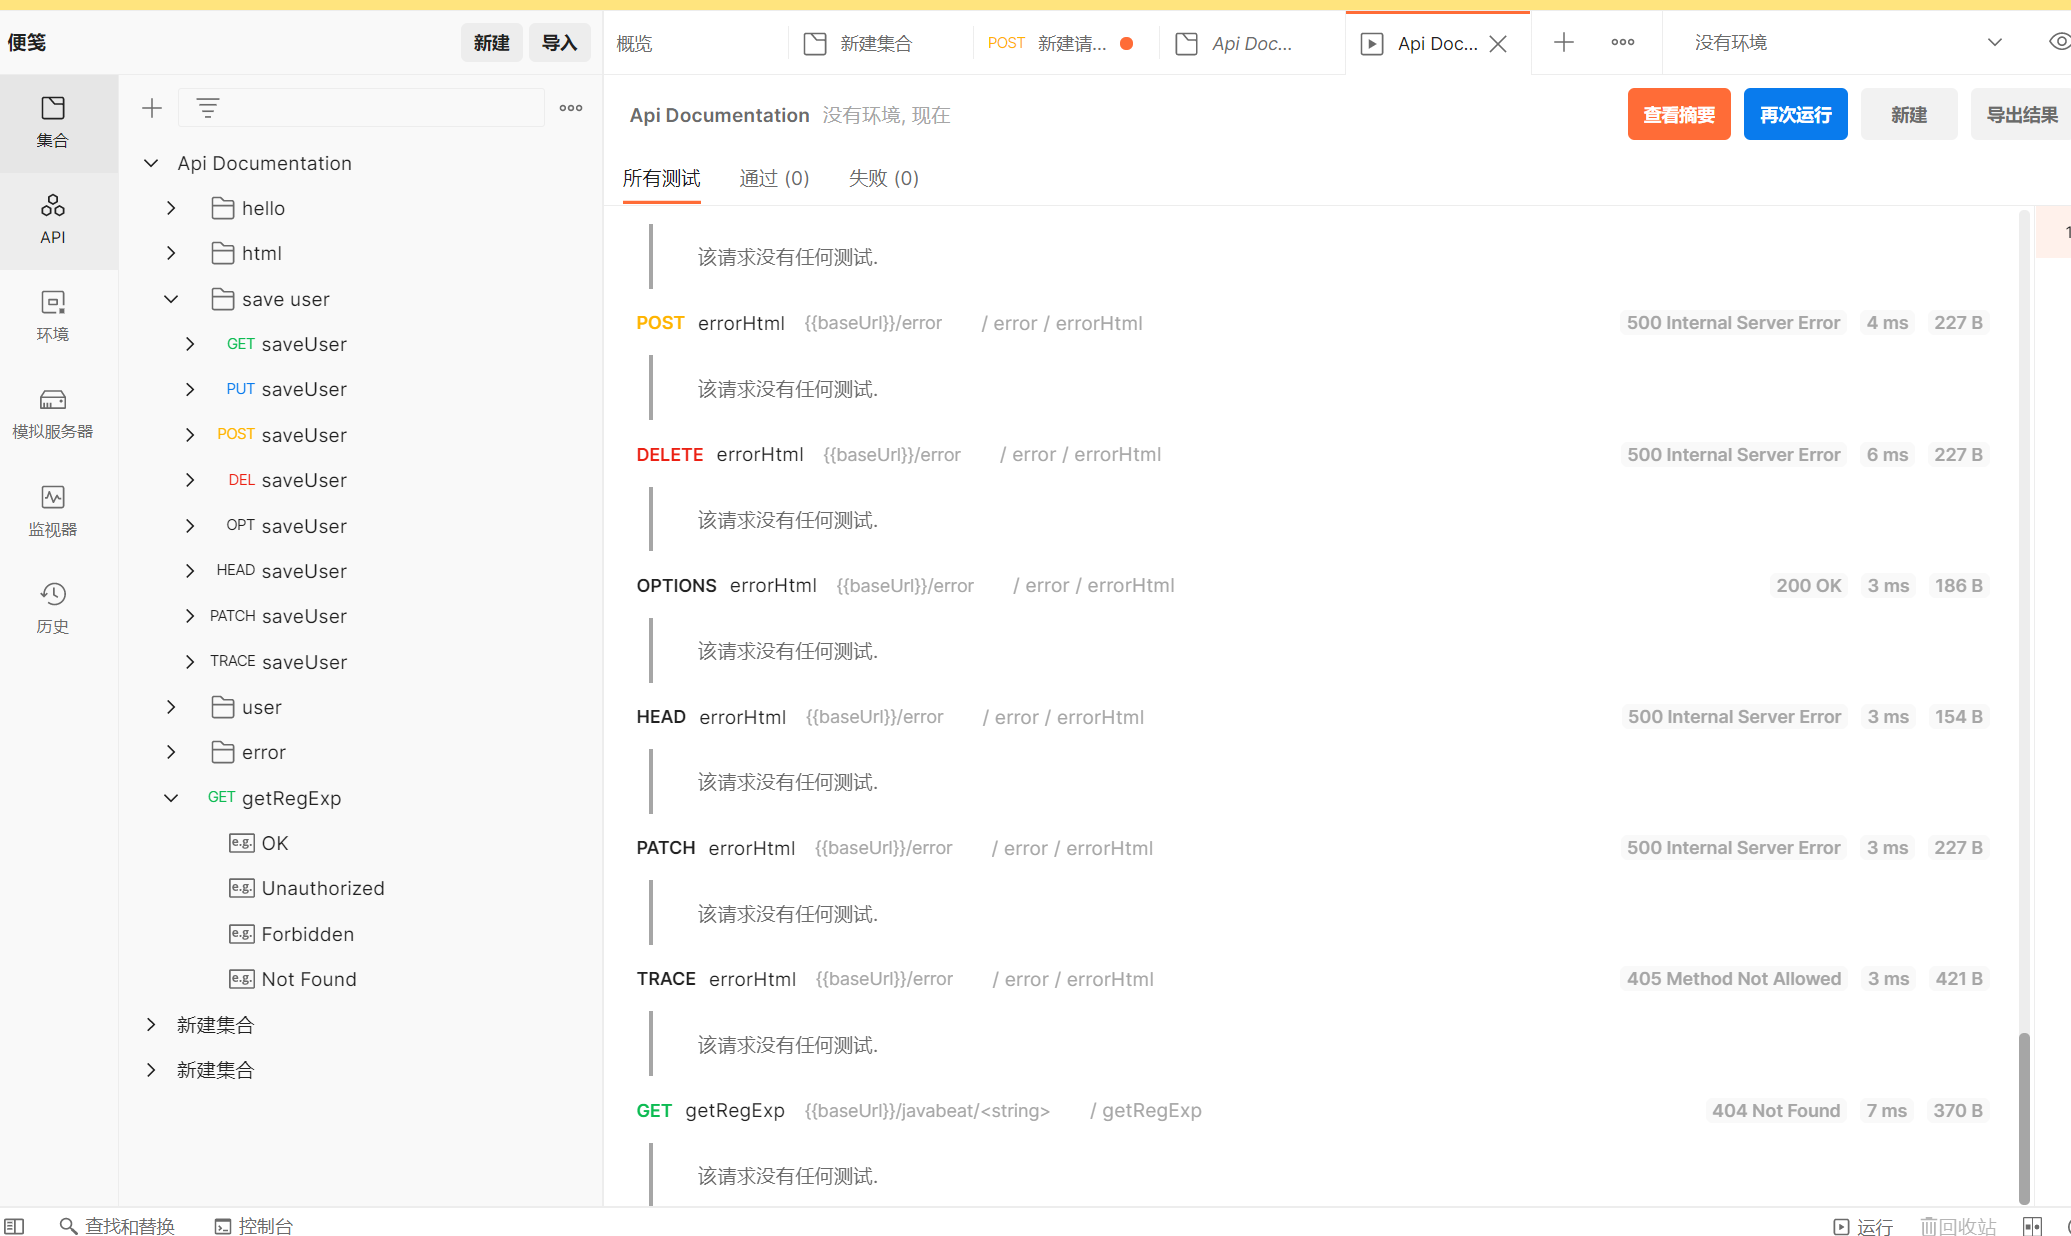 便笺 新建 导入 概览 新建集合 POST 新建请... Api Doc... Api Doc... 没有环境
集合
API
环境
模拟服务器
监视器
历史
Api Documentation
hello
html
save user
GET saveUser
PUT saveUser
POST saveUser
DEL saveUser
OPT saveUser
HEAD saveUser
PATCH saveUser
TRACE saveUser
user
error
GET getRegExp
e.g. OK
e.g. Unauthorized
e.g. Forbidden
e.g. Not Found
新建集合
新建集合
Api Documentation 没有环境, 现在 查看摘要 再次运行 新建 导出结果
所有测试 通过 (0) 失败 (0)
1
该请求没有任何测试.
POST errorHtml {{baseUrl}}/error / error / errorHtml 500 Internal Server Error 4 ms 227 B
该请求没有任何测试.
DELETE errorHtml {{baseUrl}}/error / error / errorHtml 500 Internal Server Error 6 ms 227 B
该请求没有任何测试.
OPTIONS errorHtml {{baseUrl}}/error / error / errorHtml 200 OK 3 ms 186 B
该请求没有任何测试.
HEAD errorHtml {{baseUrl}}/error / error / errorHtml 500 Internal Server Error 3 ms 154 B
该请求没有任何测试.
PATCH errorHtml {{baseUrl}}/error / error / errorHtml 500 Internal Server Error 3 ms 227 B
该请求没有任何测试.
TRACE errorHtml {{baseUrl}}/error / error / errorHtml 405 Method Not Allowed 3 ms 421 B
该请求没有任何测试.
GET getRegExp {{baseUrl}}/javabeat/<string> / getRegExp 404 Not Found 7 ms 370 B
该请求没有任何测试.
查找和替换 控制台 运行 回收站